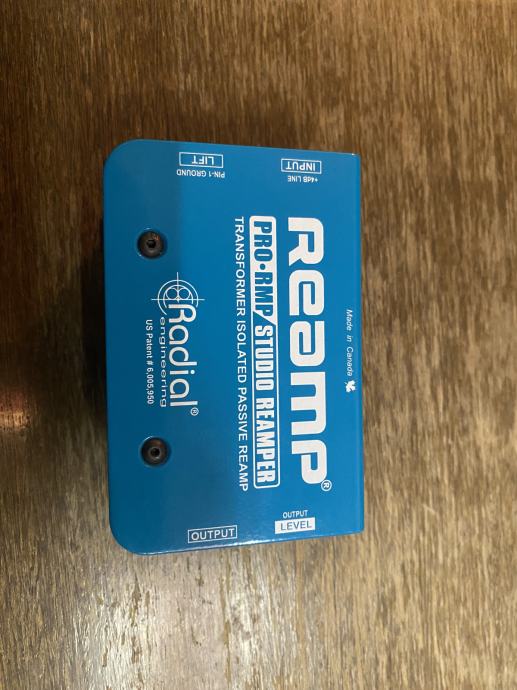 Made in Canada
Reamp®
PRO•RMP STUDIO REAMPER
TRANSFORMER ISOLATED PASSIVE REAMP
Radial®
engineering
US Patent # 6,005,950
+4dB LINE
INPUT
PIN-1 GROUND
LIFT
OUTPUT
LEVEL
OUTPUT